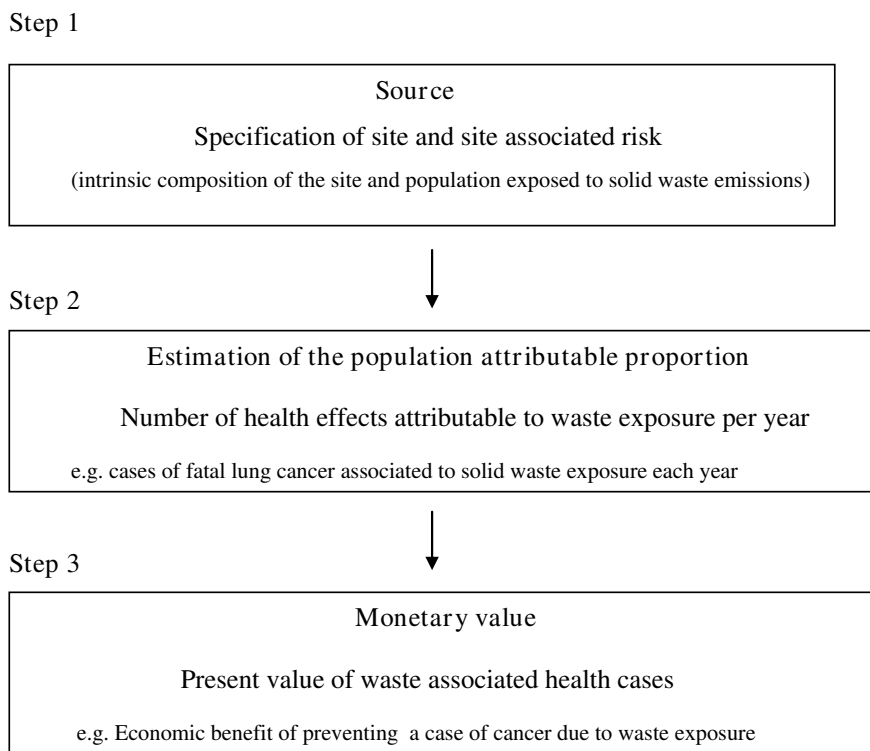 Step 1
Source
Specification of site and site associated risk
(intrinsic composition of the site and population exposed to solid waste emissions)
Step 2
Estimation of the population attributable proportion
Number of health effects attributable to waste exposure per year
e.g. cases of fatal lung cancer associated to solid waste exposure each year
Step 3
Monetary value
Present value of waste associated health cases
e.g. Economic benefit of preventing a case of cancer due to waste exposure